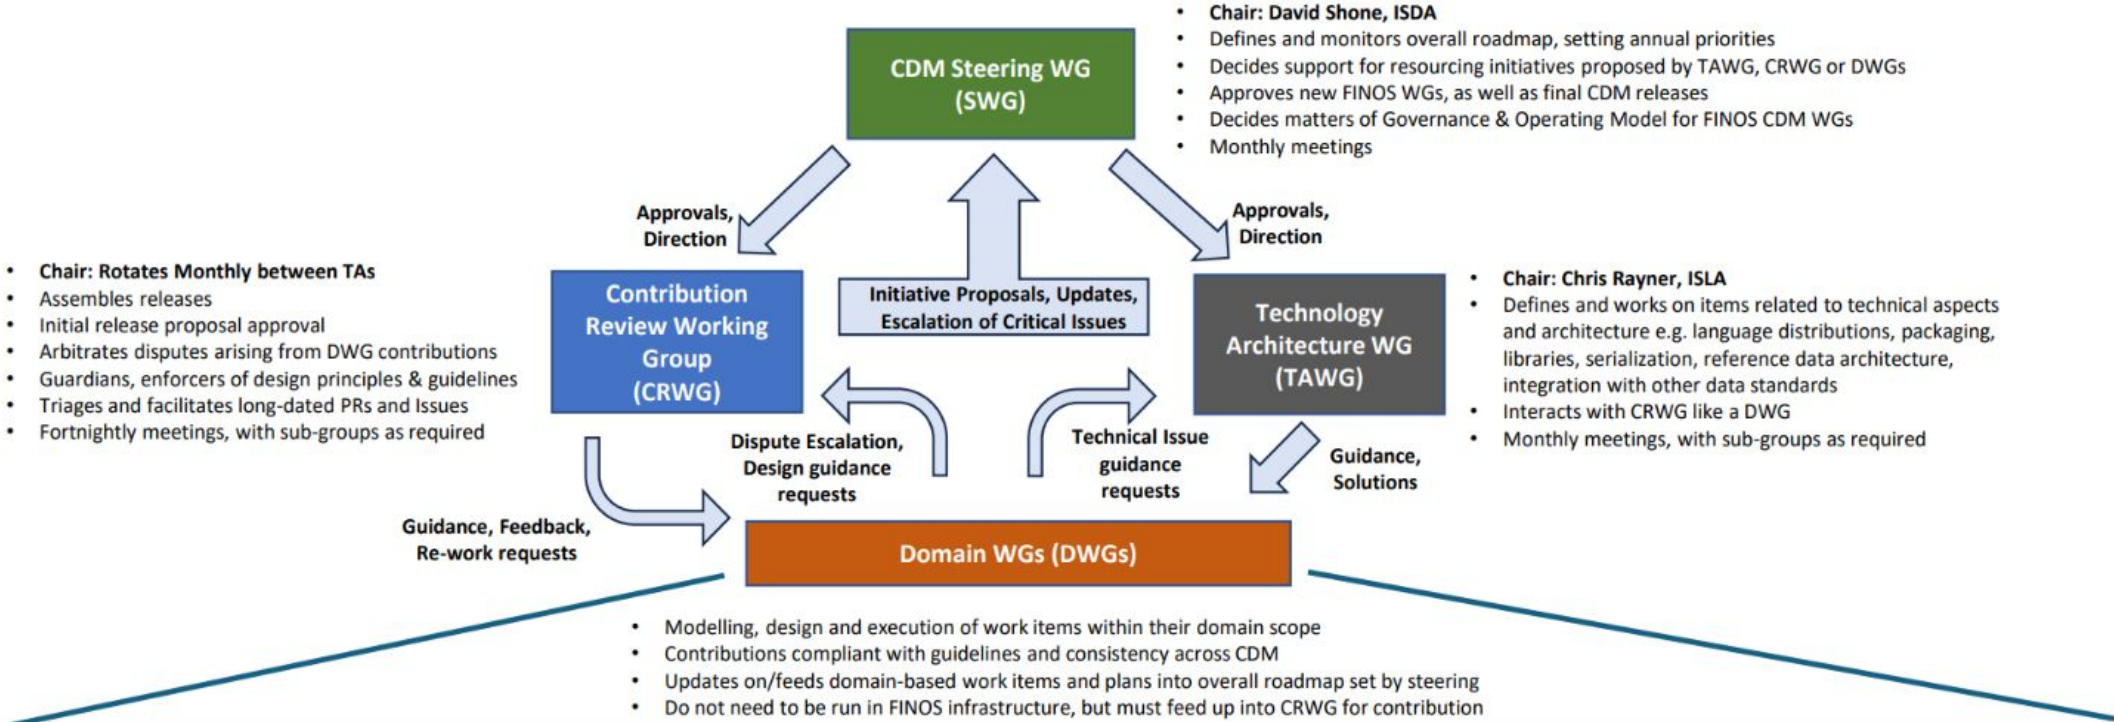 • Chair: David Shone, ISDA
• Defines and monitors overall roadmap, setting annual priorities
• Decides support for resourcing initiatives proposed by TAWG, CRWG or DWGs
• Approves new FINOS WGs, as well as final CDM releases
• Decides matters of Governance & Operating Model for FINOS CDM WGs
• Monthly meetings
CDM Steering WG
(SWG)
Approvals,
Direction
Approvals,
Direction
• Chair: Rotates Monthly between TAs
• Assembles releases
• Initial release proposal approval
• Arbitrates disputes arising from DWG contributions
• Guardians, enforcers of design principles & guidelines
• Triages and facilitates long-dated PRs and Issues
• Fortnightly meetings, with sub-groups as required
Contribution
Review Working
Group
(CRWG)
Initiative Proposals, Updates,
Escalation of Critical Issues
Technology
Architecture WG
(TAWG)
• Chair: Chris Rayner, ISLA
• Defines and works on items related to technical aspects
and architecture e.g. language distributions, packaging,
libraries, serialization, reference data architecture,
integration with other data standards
• Interacts with CRWG like a DWG
• Monthly meetings, with sub-groups as required
Dispute Escalation,
Design guidance
requests
Technical Issue
guidance
requests
Guidance,
Solutions
Guidance, Feedback,
Re-work requests
Domain WGs (DWGs)
• Modelling, design and execution of work items within their domain scope
• Contributions compliant with guidelines and consistency across CDM
• Updates on/feeds domain-based work items and plans into overall roadmap set by steering
• Do not need to be run in FINOS infrastructure, but must feed up into CRWG for contribution